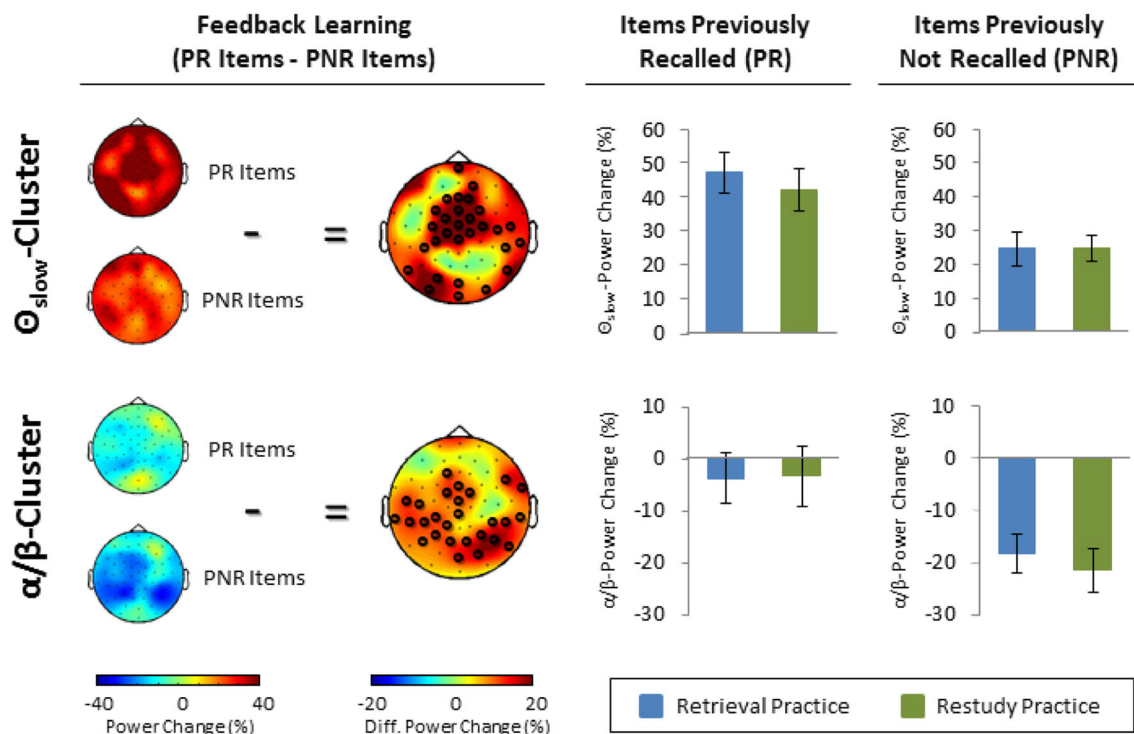 Feedback Learning
(PR Items - PNR Items)
Items Previously
Recalled (PR)
Items Previously
Not Recalled (PNR)
Θslow-Cluster
PR Items
-
=
PNR Items
Θslow-Power Change (%)
60
50
40
30
20
10
0
Θslow-Power Change (%)
60
50
40
30
20
10
0
α/β-Cluster
PR Items
-
=
PNR Items
α/β-Power Change (%)
10
0
-10
-20
-30
α/β-Power Change (%)
10
0
-10
-20
-30
-40 0 40
Power Change (%)
-20 0 20
Diff. Power Change (%)
Retrieval Practice
Restudy Practice